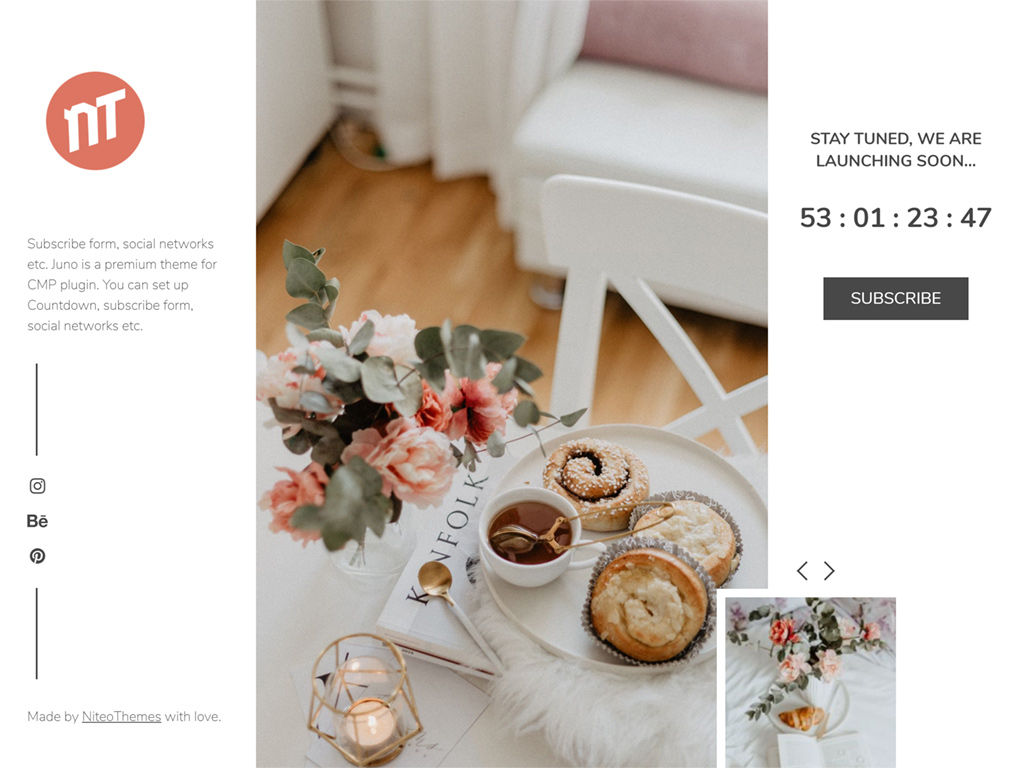 NT
Subscribe form, social networks
etc. Juno is a premium theme for
CMP plugin. You can set up
Countdown, subscribe form,
social networks etc.
Bē
Made by NiteoThemes with love.
KINFOLK
STAY TUNED, WE ARE
LAUNCHING SOON...
53 : 01 : 23 : 47
SUBSCRIBE